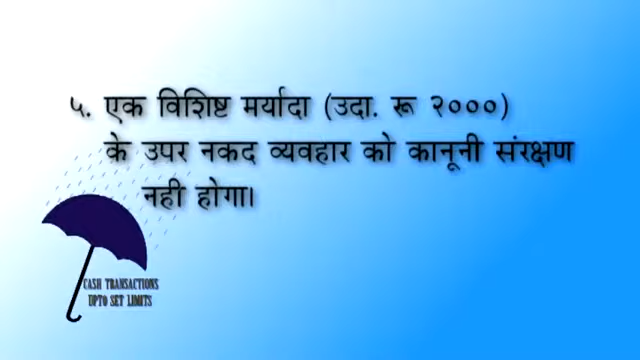 ५. एक विशिष्ट मर्यादा (उदा. रू २०००)
के उपर नकद व्यवहार को कानूनी संरक्षण
नही होगा।
CASH TRANSACTIONS
UPTO SET LIMITS